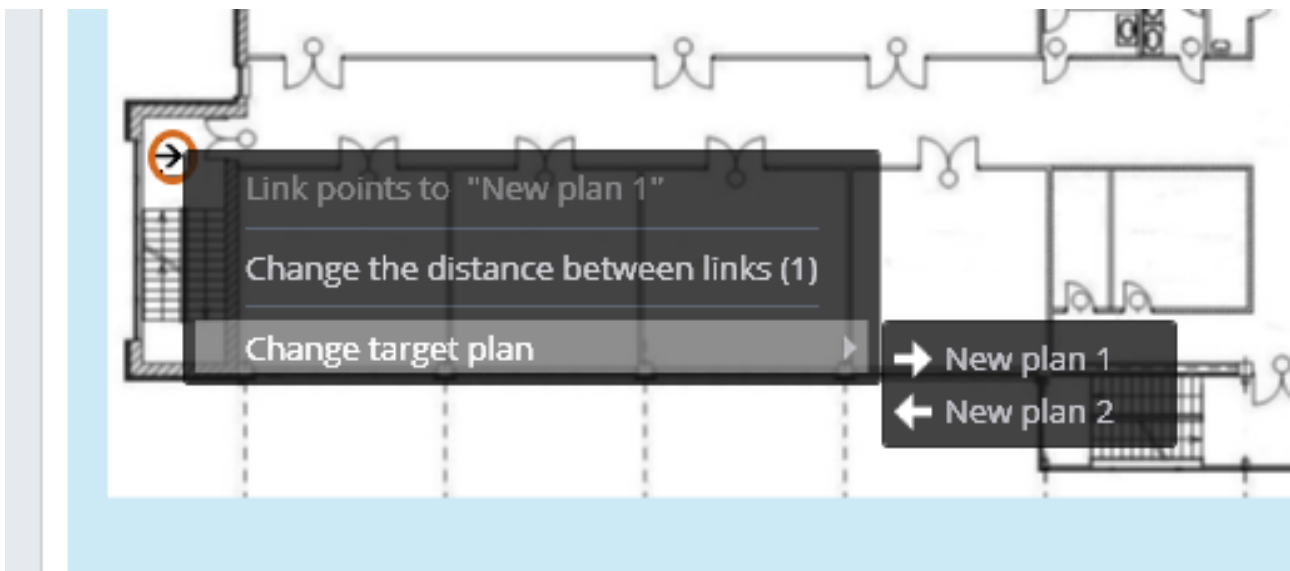 Link points to "New plan 1"
Change the distance between links (1)
Change target plan
New plan 1
New plan 2